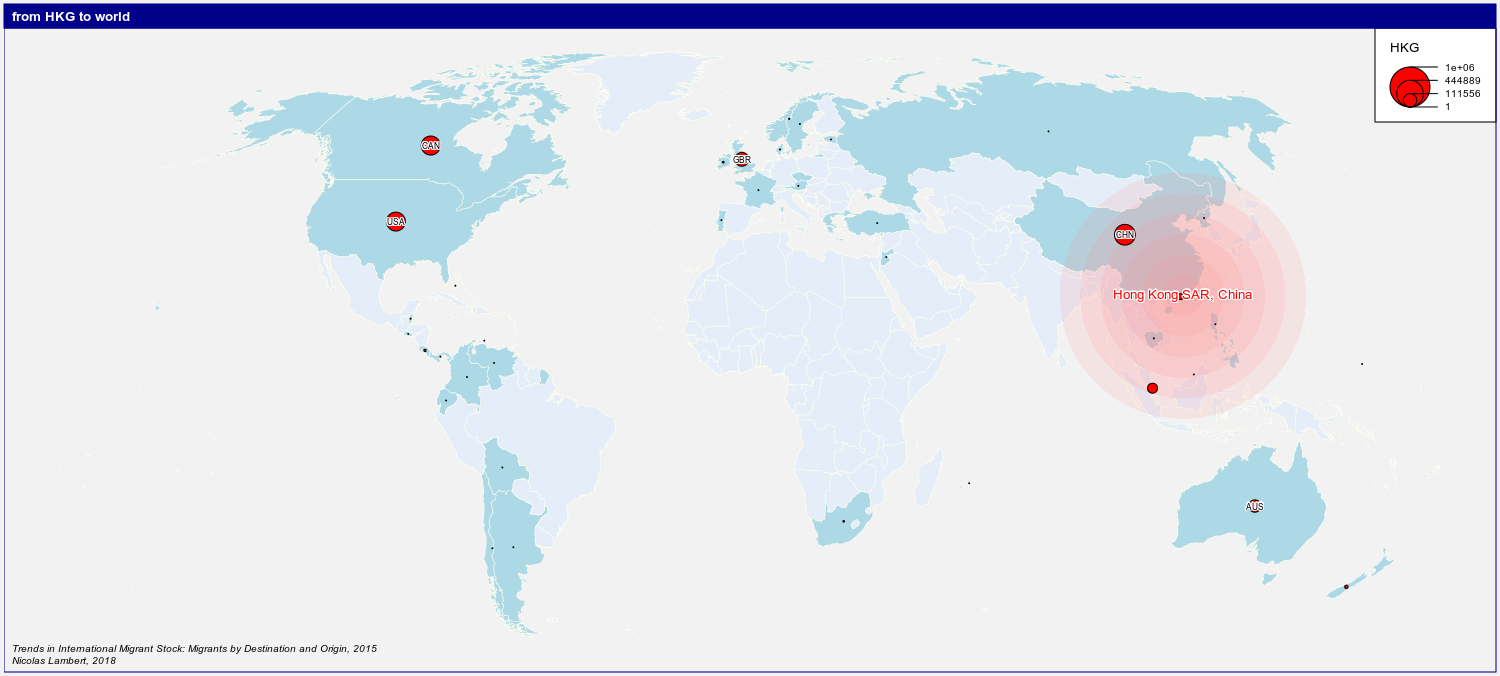 from HKG to world
HKG
1e+06
444889
111556
1
CAN
GBR
USA
CHN
Hong Kong SAR, China
AUS
Trends in International Migrant Stock: Migrants by Destination and Origin, 2015
Nicolas Lambert, 2018